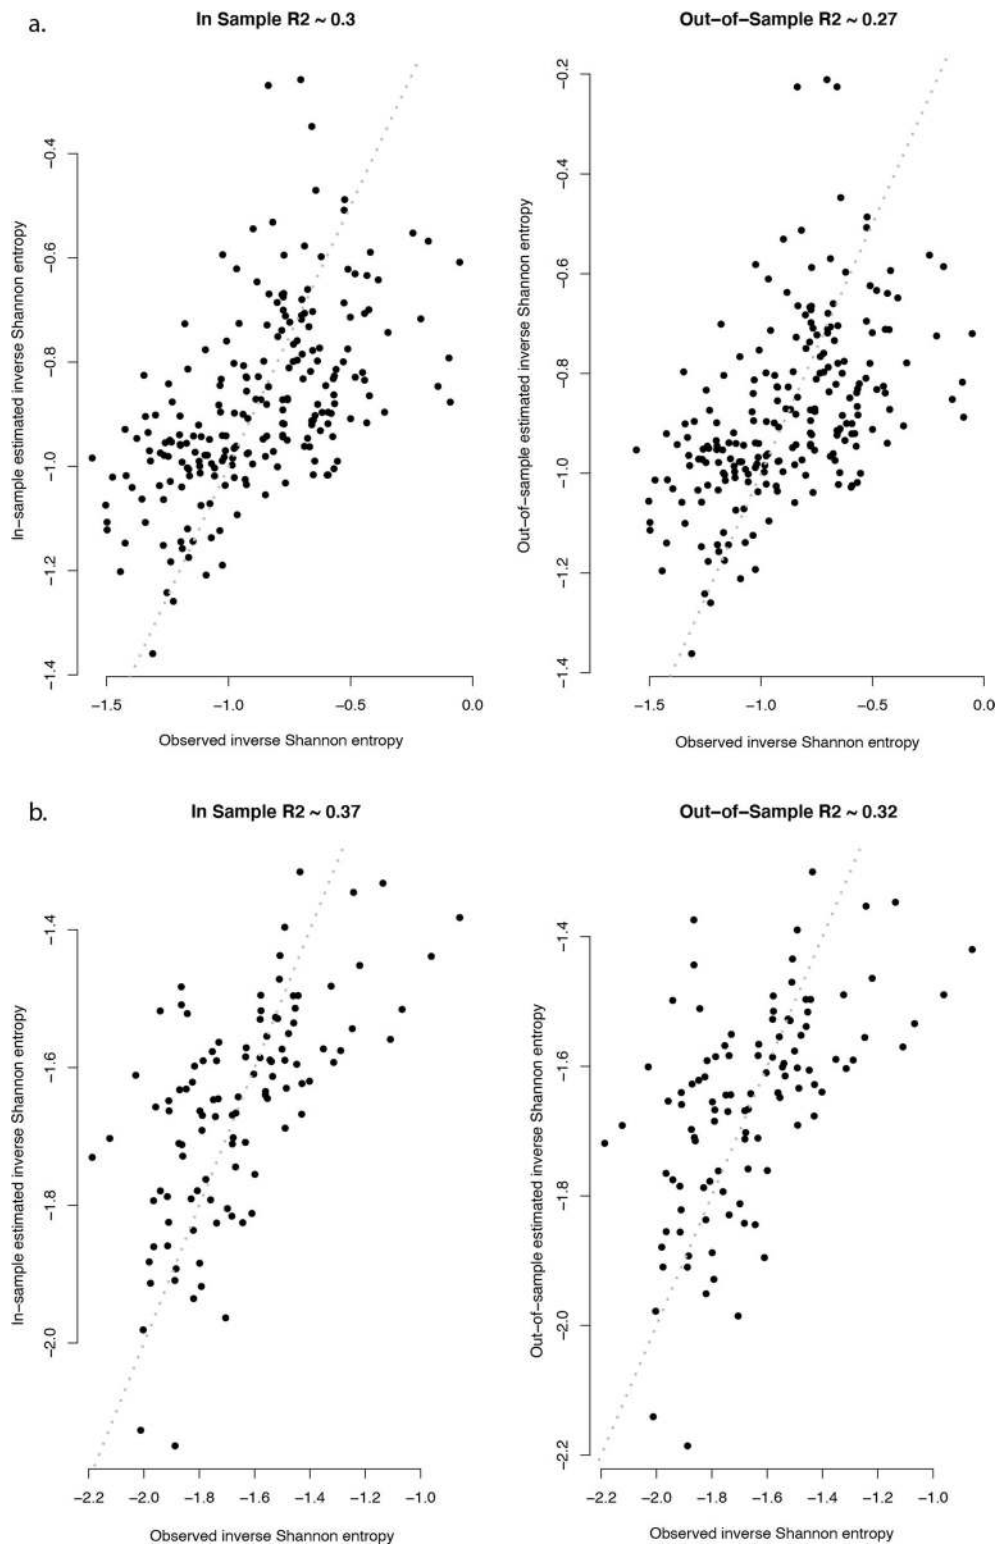 a.
In Sample R2 ~ 0.3
Out−of−Sample R2 ~ 0.27
In−sample estimated inverse Shannon entropy
−0.4
−0.6
−0.8
−1.0
−1.2
−1.4
−1.5 −1.0 −0.5 0.0
Observed inverse Shannon entropy
Out−of−sample estimated inverse Shannon entropy
−0.2
−0.4
−0.6
−0.8
−1.0
−1.2
−1.4
−1.5 −1.0 −0.5 0.0
Observed inverse Shannon entropy
b.
In Sample R2 ~ 0.37
Out−of−Sample R2 ~ 0.32
In−sample estimated inverse Shannon entropy
−1.4
−1.6
−1.8
−2.0
−2.2 −2.0 −1.8 −1.6 −1.4 −1.2 −1.0
Observed inverse Shannon entropy
Out−of−sample estimated inverse Shannon entropy
−1.4
−1.6
−1.8
−2.0
−2.2
−2.2 −2.0 −1.8 −1.6 −1.4 −1.2 −1.0
Observed inverse Shannon entropy